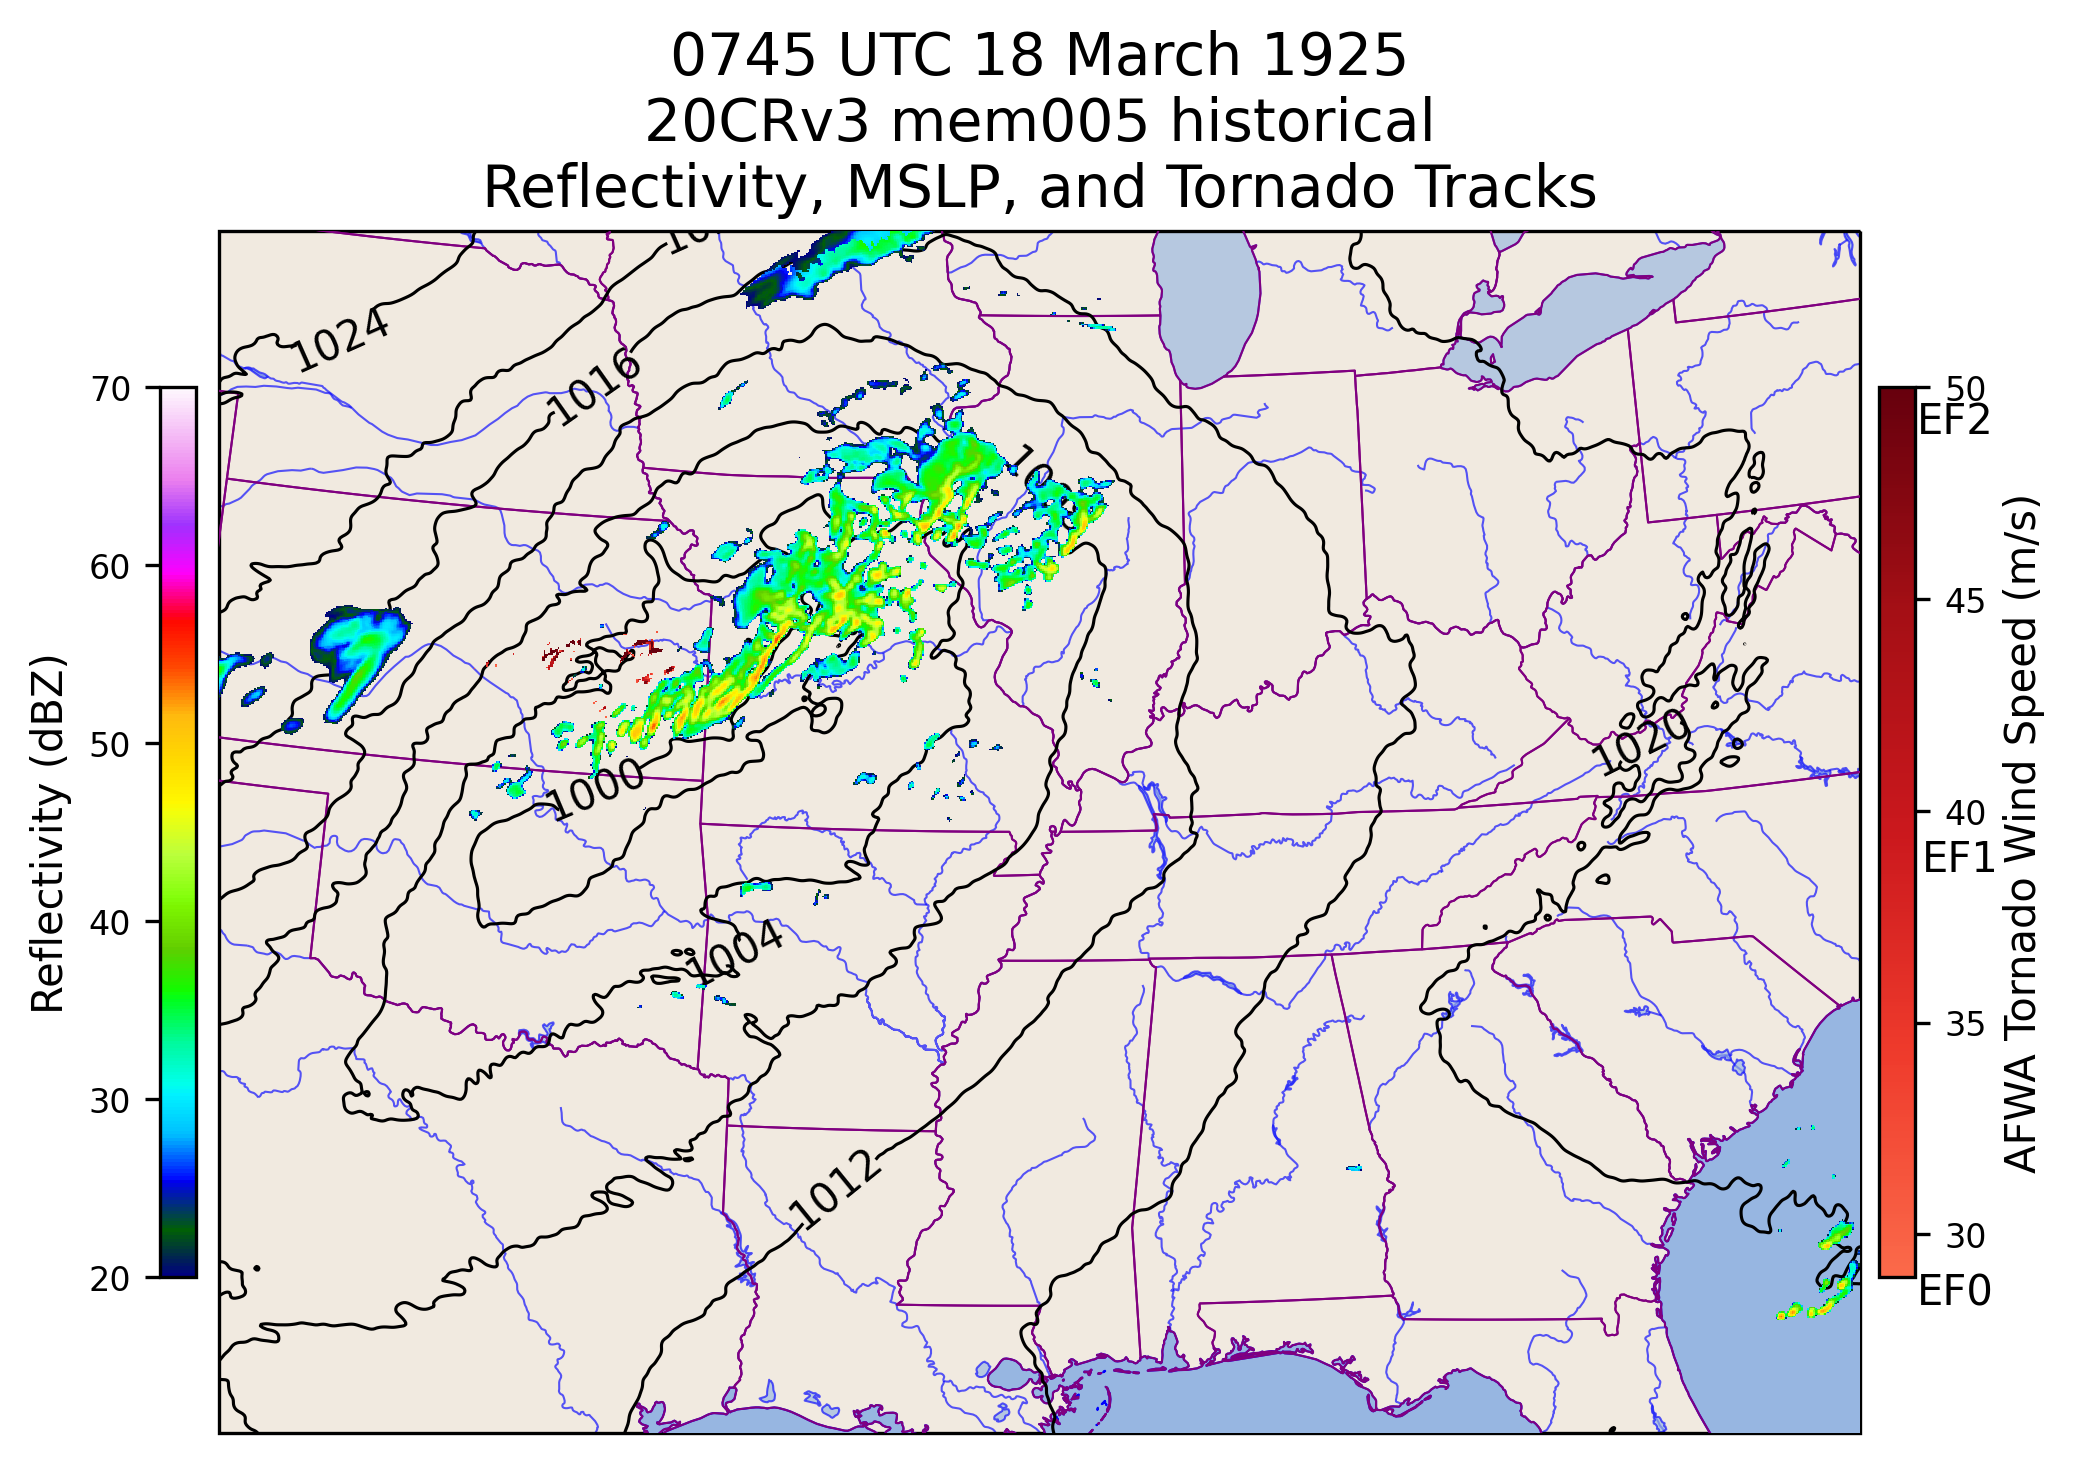 0745 UTC 18 March 1925
20CRv3 mem005 historical
Reflectivity, MSLP, and Tornado Tracks
1024
1016
1000
1004
1012
1020
Reflectivity (dBZ)
70
60
50
40
30
20
50
EF2
45
40
EF1
35
30
EF0
AFWA Tornado Wind Speed (m/s)